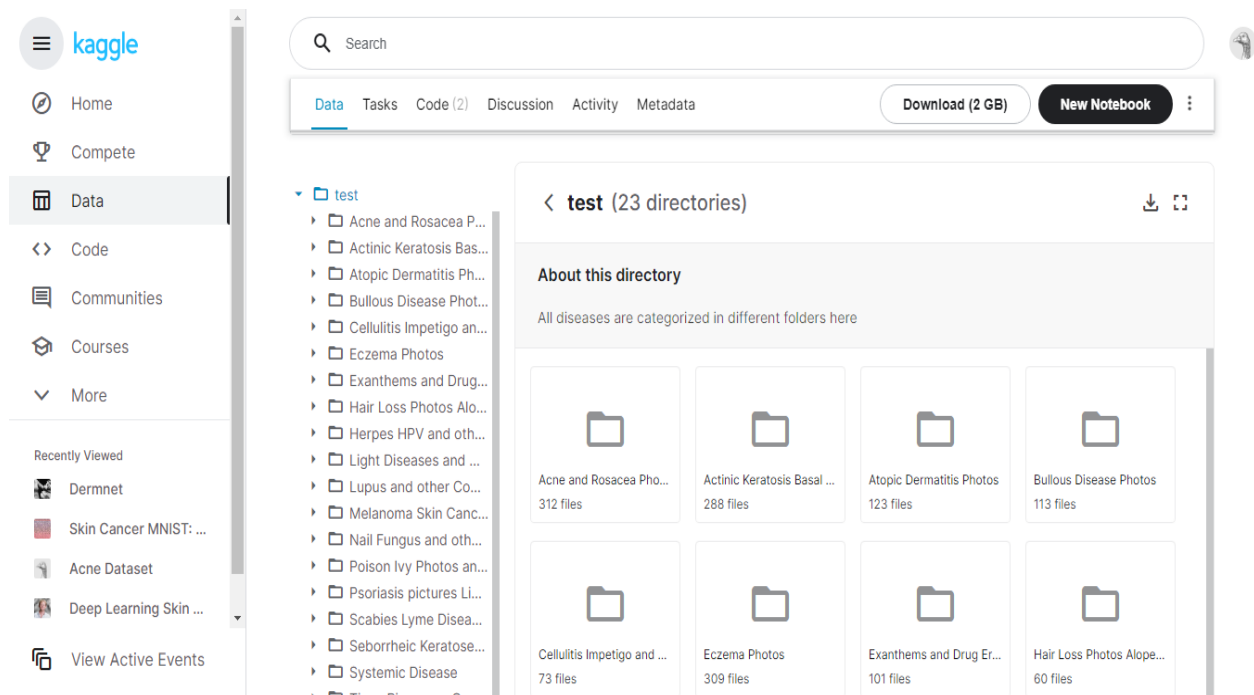 kaggle
Home
Compete
Data
Code
Communities
Courses
More
Recently Viewed
Dermnet
Skin Cancer MNIST: ...
Acne Dataset
Deep Learning Skin ...
View Active Events
Search
Data Tasks Code (2) Discussion Activity Metadata
Download (2 GB) New Notebook
test
Acne and Rosacea P...
Actinic Keratosis Bas...
Atopic Dermatitis Ph...
Bullous Disease Phot...
Cellulitis Impetigo an...
Eczema Photos
Exanthems and Drug...
Hair Loss Photos Alo...
Herpes HPV and oth...
Light Diseases and ...
Lupus and other Co...
Melanoma Skin Canc...
Nail Fungus and oth...
Poison Ivy Photos an...
Psoriasis pictures Li...
Scabies Lyme Disea...
Seborrheic Keratose...
Systemic Disease
test (23 directories)
About this directory
All diseases are categorized in different folders here
Acne and Rosacea Pho...
312 files
Actinic Keratosis Basal ...
288 files
Atopic Dermatitis Photos
123 files
Bullous Disease Photos
113 files
Cellulitis Impetigo and ...
73 files
Eczema Photos
309 files
Exanthems and Drug Er...
101 files
Hair Loss Photos Alope...
60 files